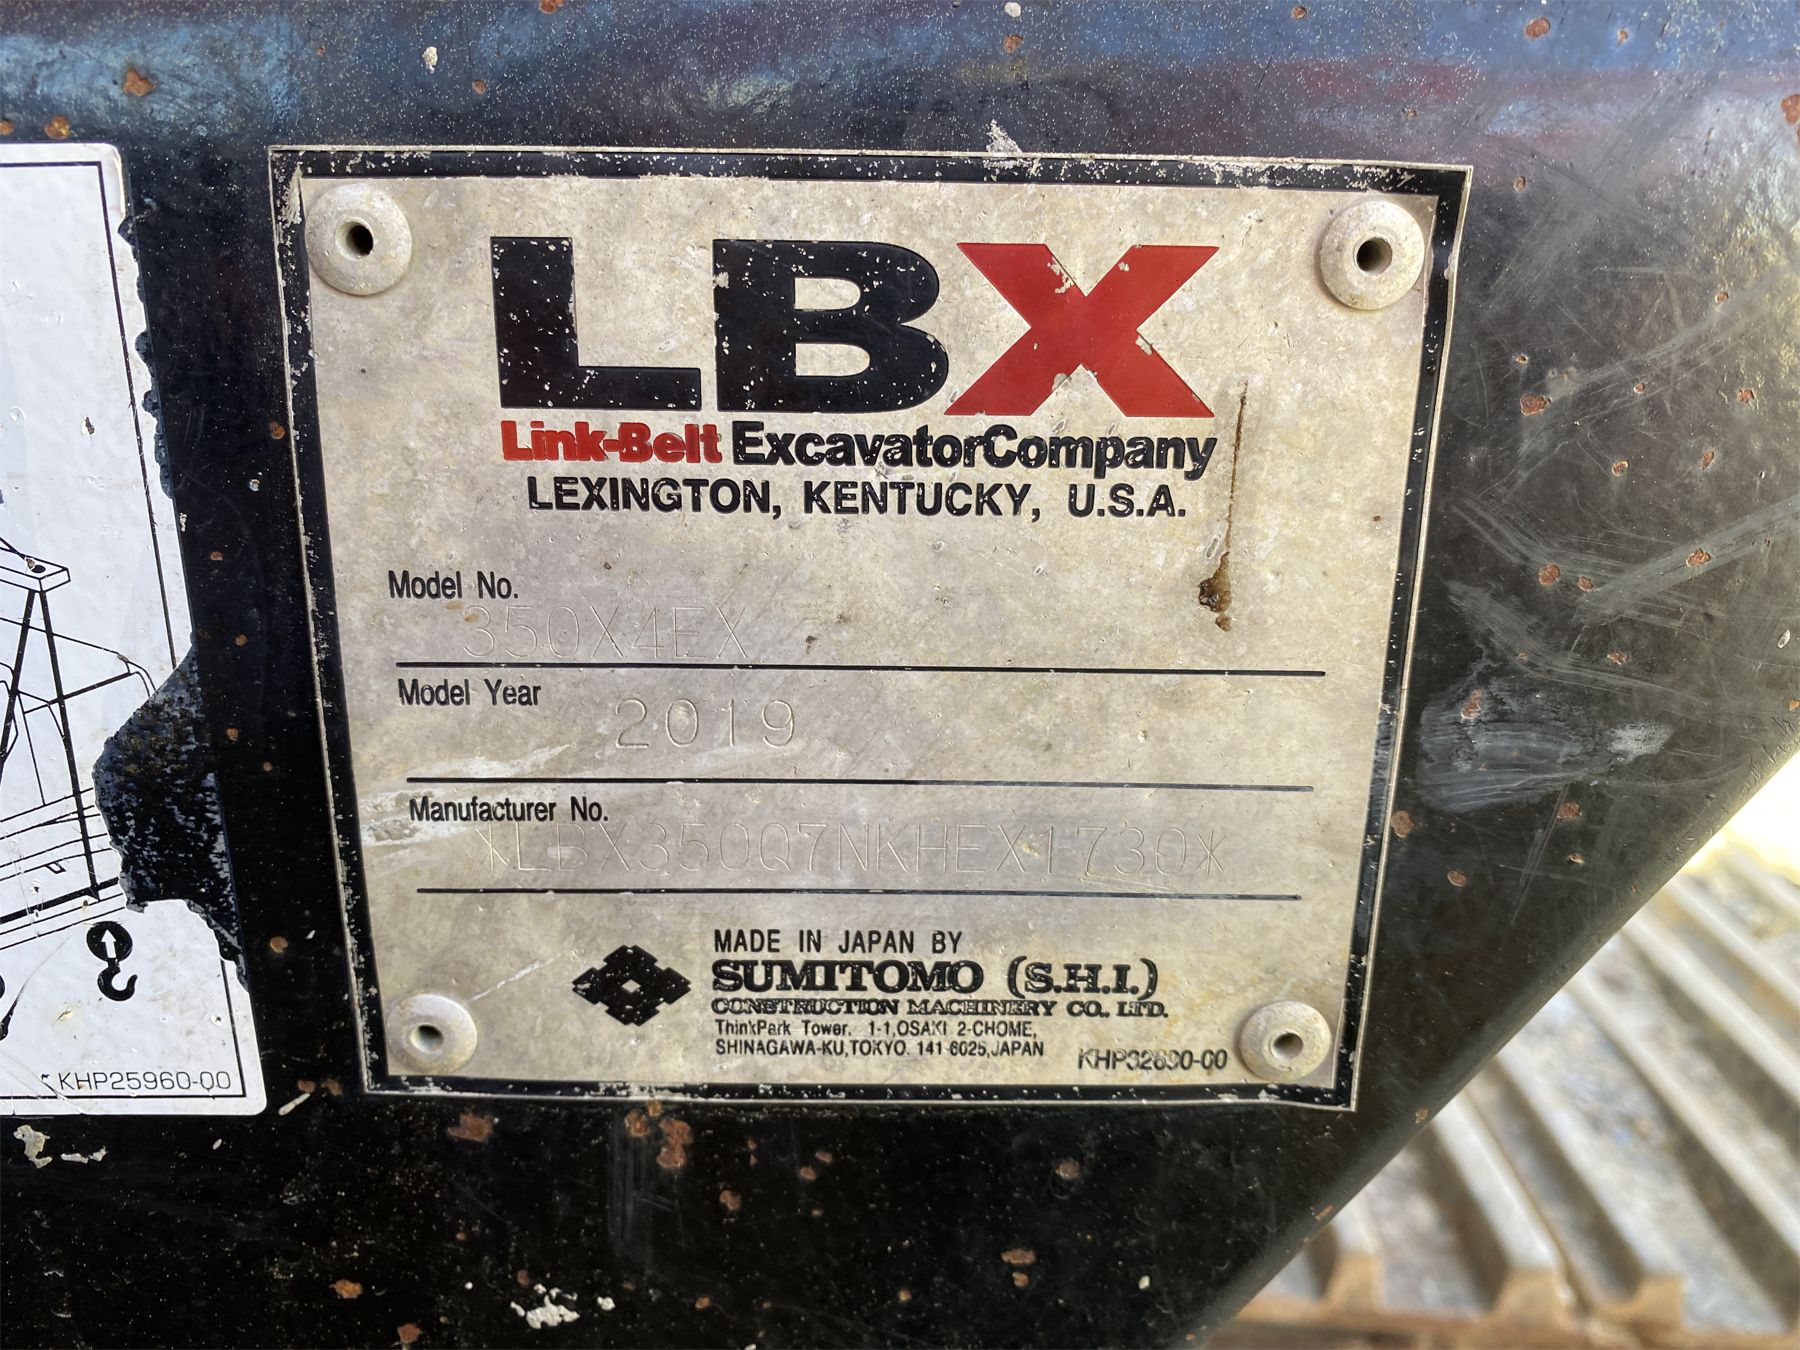 LBX
Link-Belt ExcavatorCompany
LEXINGTON, KENTUCKY, U.S.A.
Model No.
350X4EX
Model Year
2019
Manufacturer No.
*LBX350Q7NKHEX1730*
MADE IN JAPAN BY
SUMITOMO (S.H.I.)
CONSTRUCTION MACHINERY CO., LTD.
ThinkPark Tower, 1-1,OSAKI 2-CHOME,
SHINAGAWA-KU,TOKYO. 141-6025,JAPAN
KHP25960-00